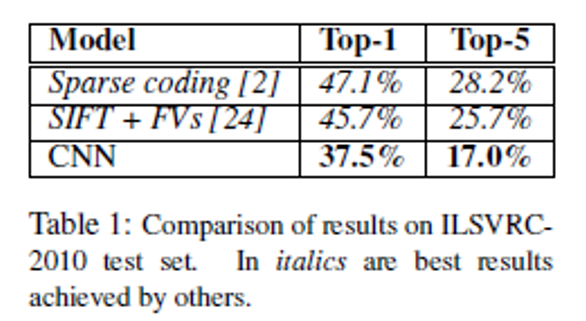 Model Top-1 Top-5
Sparse coding [2] 47.1% 28.2%
SIFT + FVs [24] 45.7% 25.7%
CNN 37.5% 17.0%
Table 1: Comparison of results on ILSVRC-
2010 test set. In italics are best results
achieved by others.